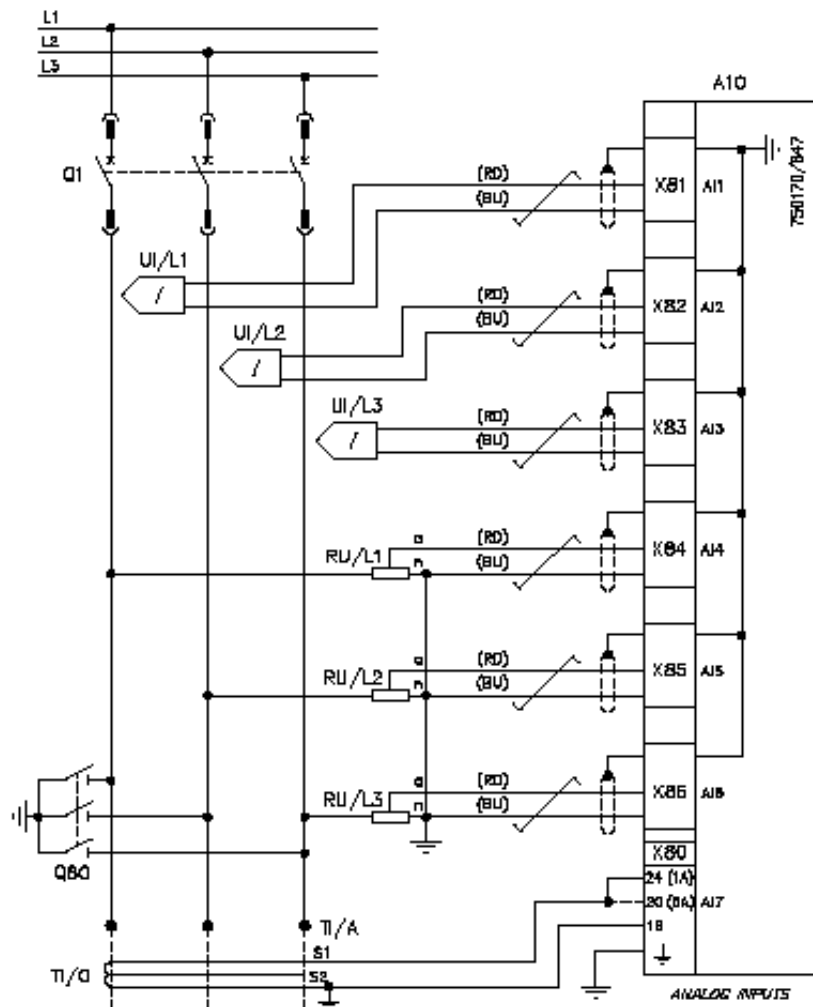 L1
L2
L3
A10
Q1
750170/847
(RD)
(BU)
X81
AI1
UI/L1
I
(RD)
(BU)
X82
AI2
UI/L2
I
UI/L3
I
(RD)
(BU)
X83
AI3
RU/L1
a
n
(RD)
(BU)
X84
AI4
RU/L2
a
n
(RD)
(BU)
X85
AI5
RU/L3
a
n
(RD)
(BU)
X86
AI6
X80
Q80
24 (1A)
20 (5A)
AI7
18
TI/A
S1
TI/O
S2
ANALOG INPUTS